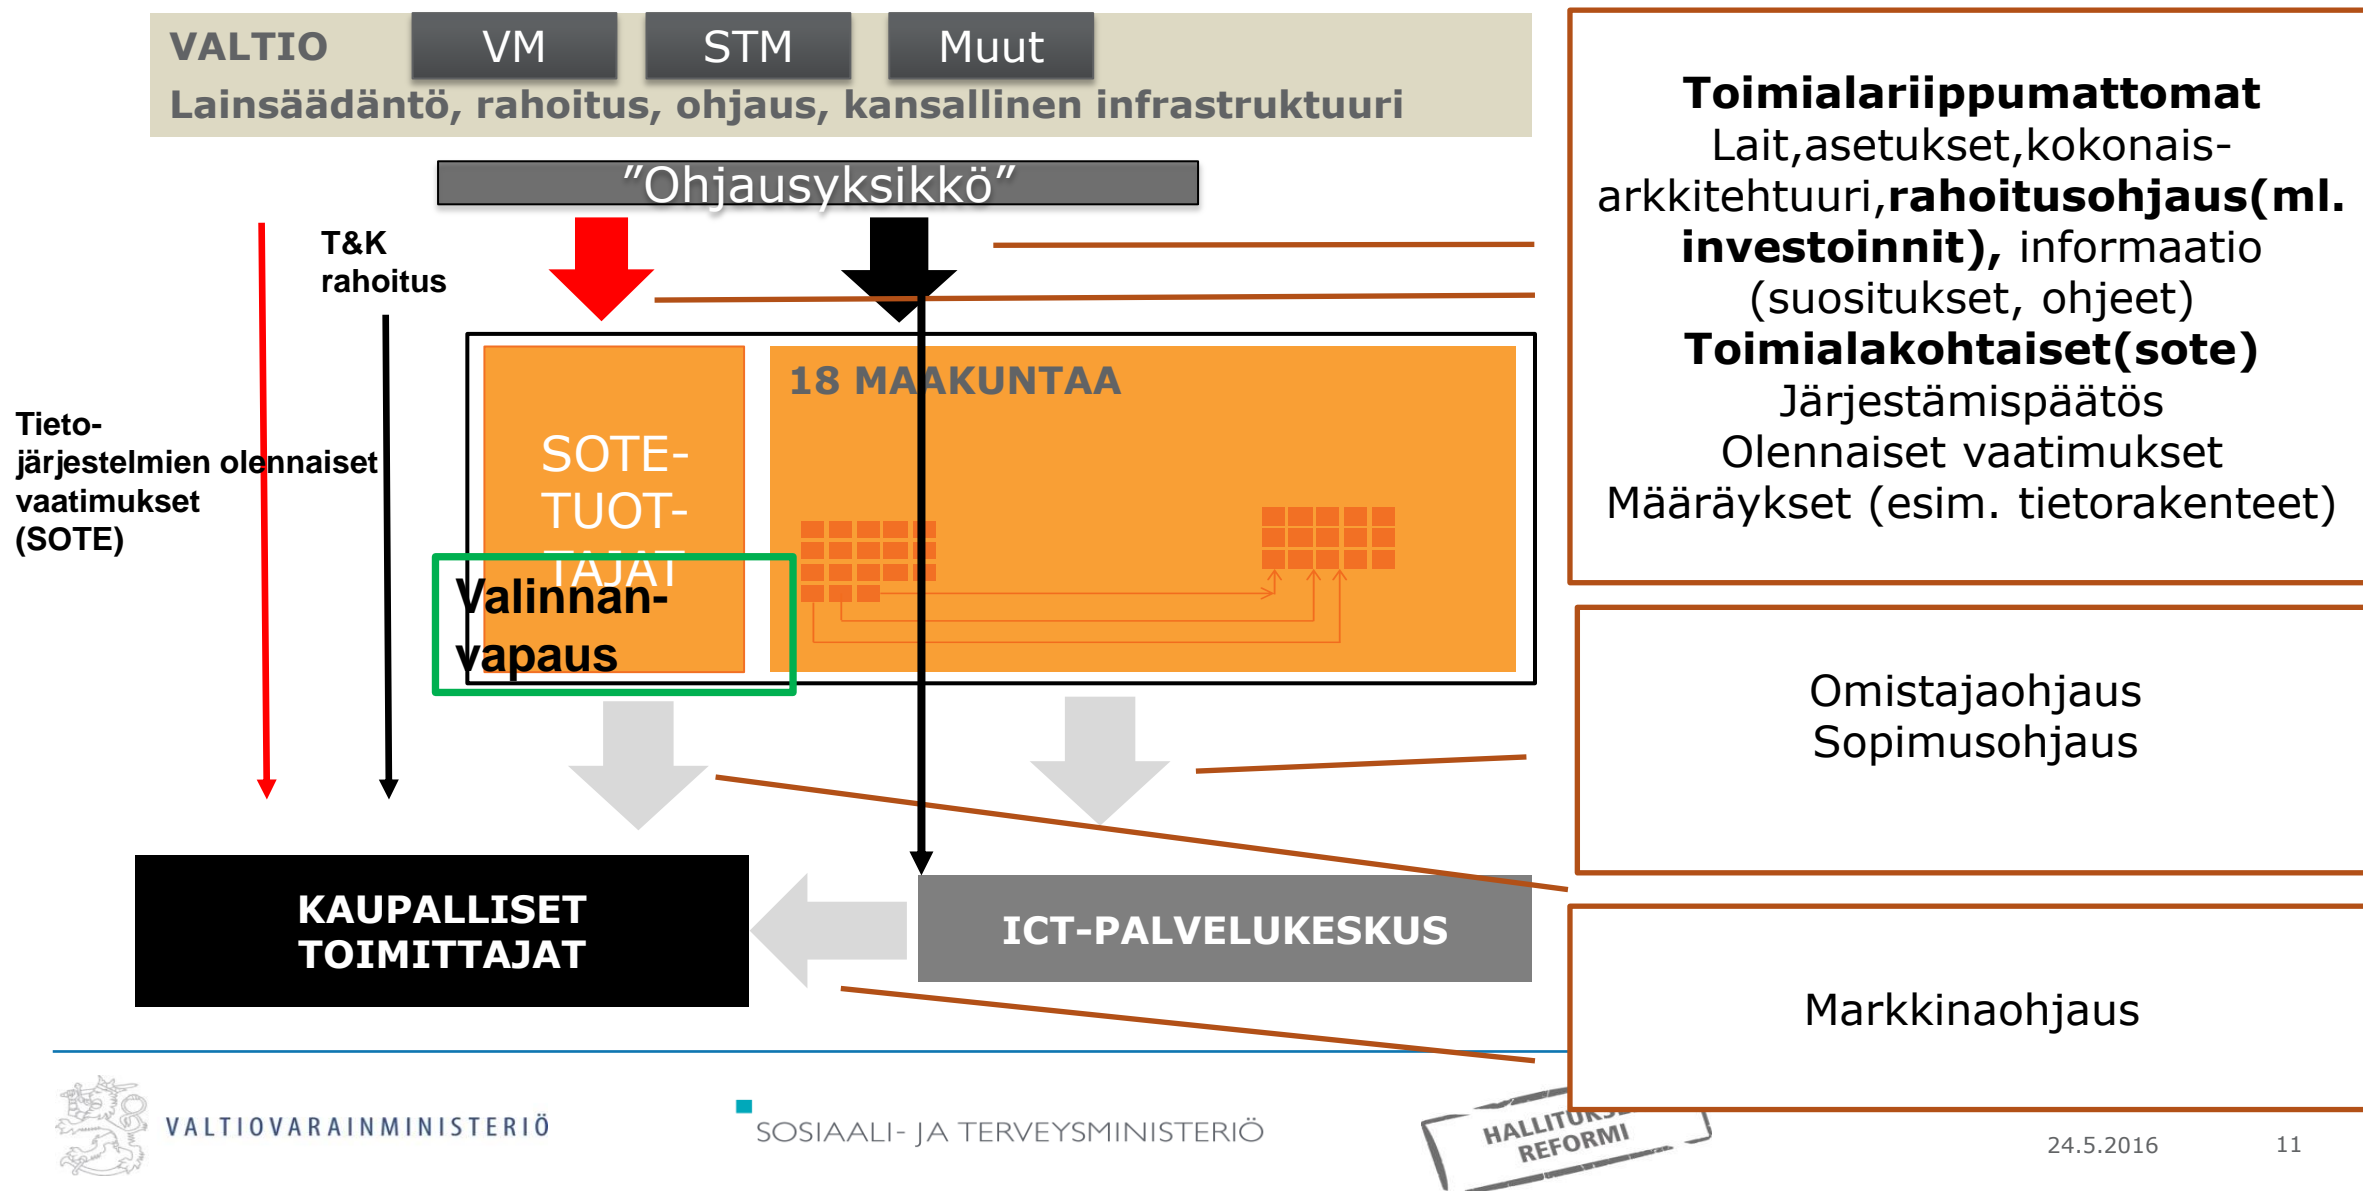 VALTIO
VM
STM
Muut
Lainsäädäntö, rahoitus, ohjaus, kansallinen infrastruktuuri
”Ohjausyksikkö”
T&K
rahoitus
Tieto-
järjestelmien olennaiset
vaatimukset
(SOTE)
SOTE-
TUOT-
TAJAT
18 MAAKUNTAA
Valinnan-
vapaus
KAUPALLISET
TOIMITTAJAT
ICT-PALVELUKESKUS
Toimialariippumattomat
Lait,asetukset,kokonais-
arkkitehtuuri,rahoitusohjaus(ml.
investoinnit), informaatio
(suositukset, ohjeet)
Toimialakohtaiset(sote)
Järjestämispäätös
Olennaiset vaatimukset
Määräykset (esim. tietorakenteet)
Omistajaohjaus
Sopimusohjaus
Markkinaohjaus
VALTIOVARAINMINISTERIÖ
SOSIAALI- JA TERVEYSMINISTERIÖ
REFORMI
24.5.2016
11